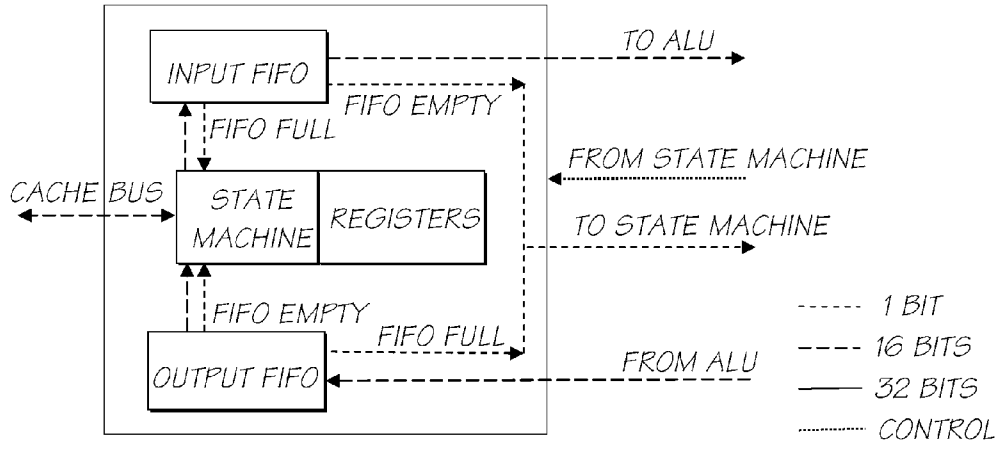 TO ALU
INPUT FIFO
FIFO EMPTY
FIFO FULL
FROM STATE MACHINE
CACHE BUS
STATE
MACHINE
REGISTERS
TO STATE MACHINE
FIFO EMPTY
1 BIT
FIFO FULL
16 BITS
FROM ALU
OUTPUT FIFO
32 BITS
CONTROL